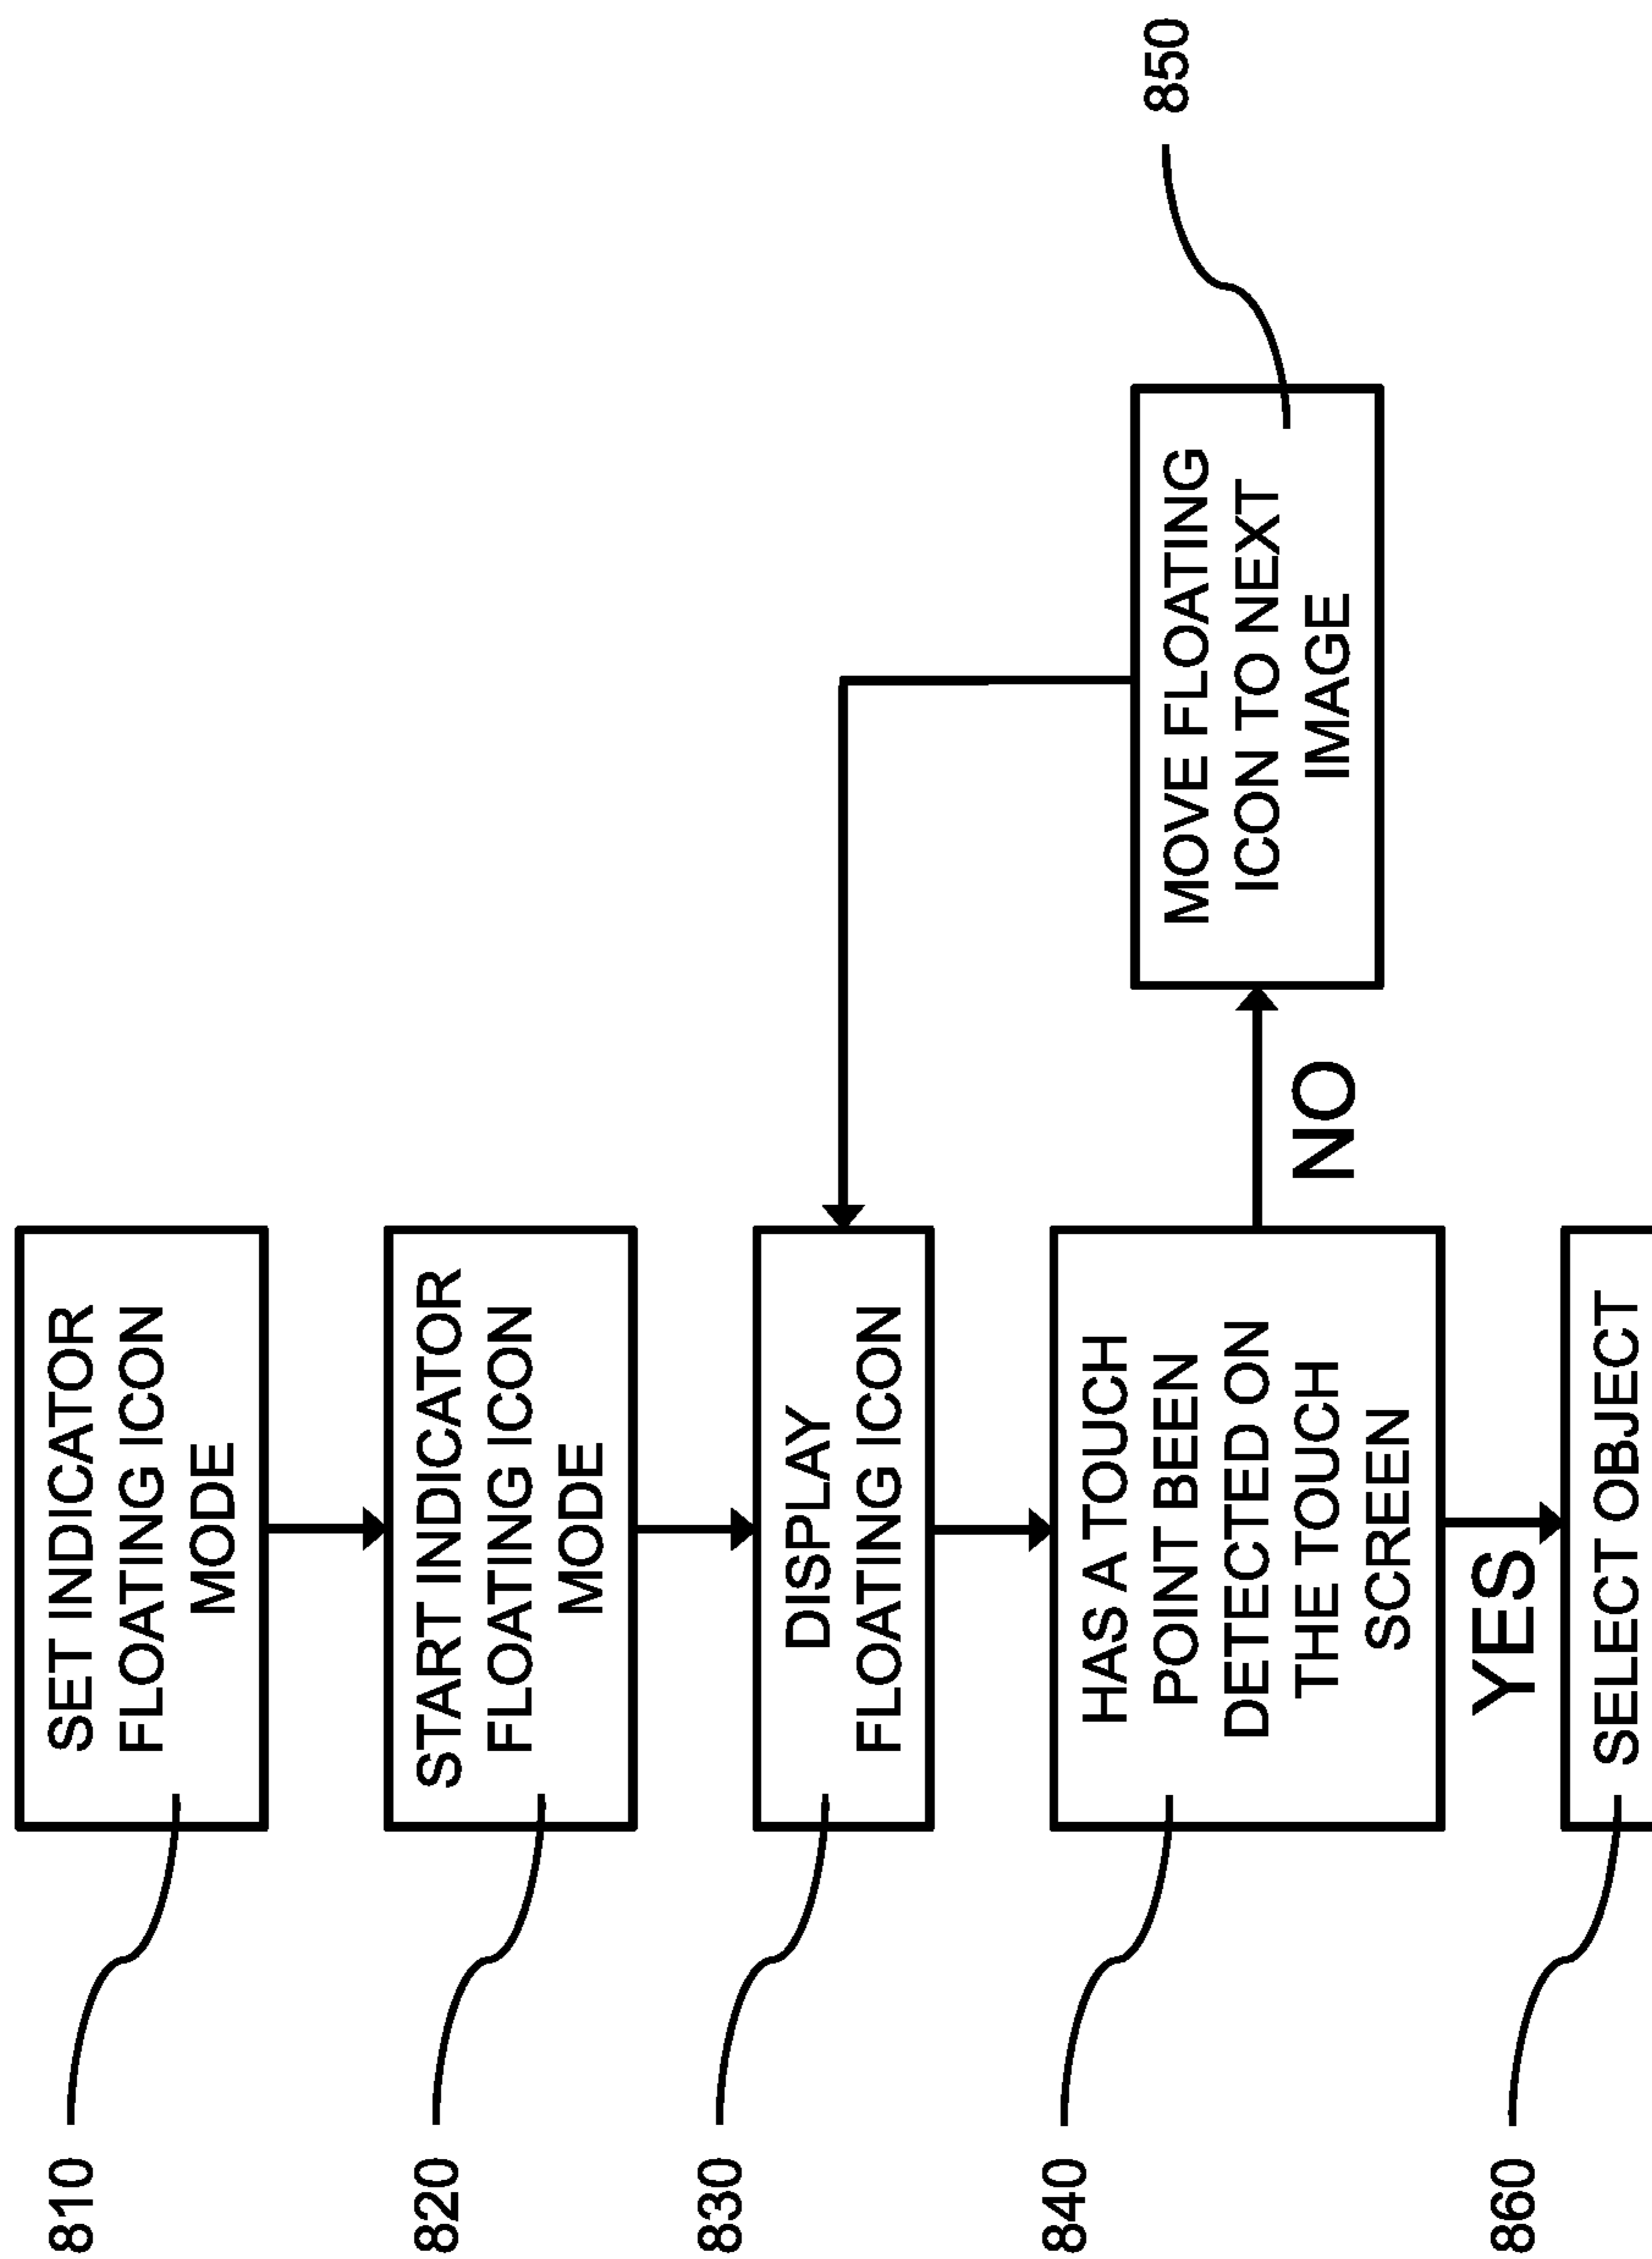 810
SET INDICATOR
FLOATING ICON
MODE
820
START INDICATOR
FLOATING ICON
MODE
830
DISPLAY
FLOATING ICON
840
HAS A TOUCH
POINT BEEN
DETECTED ON
THE TOUCH
SCREEN
NO
MOVE FLOATING
ICON TO NEXT
IMAGE
850
YES
860
SELECT OBJECT